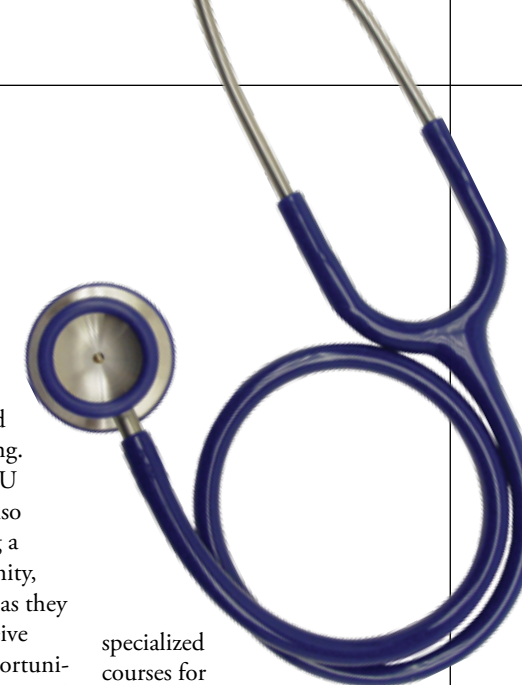 d
ng.
U
so
g a
nity,
as they
ive
ortuni-
specialized
courses for